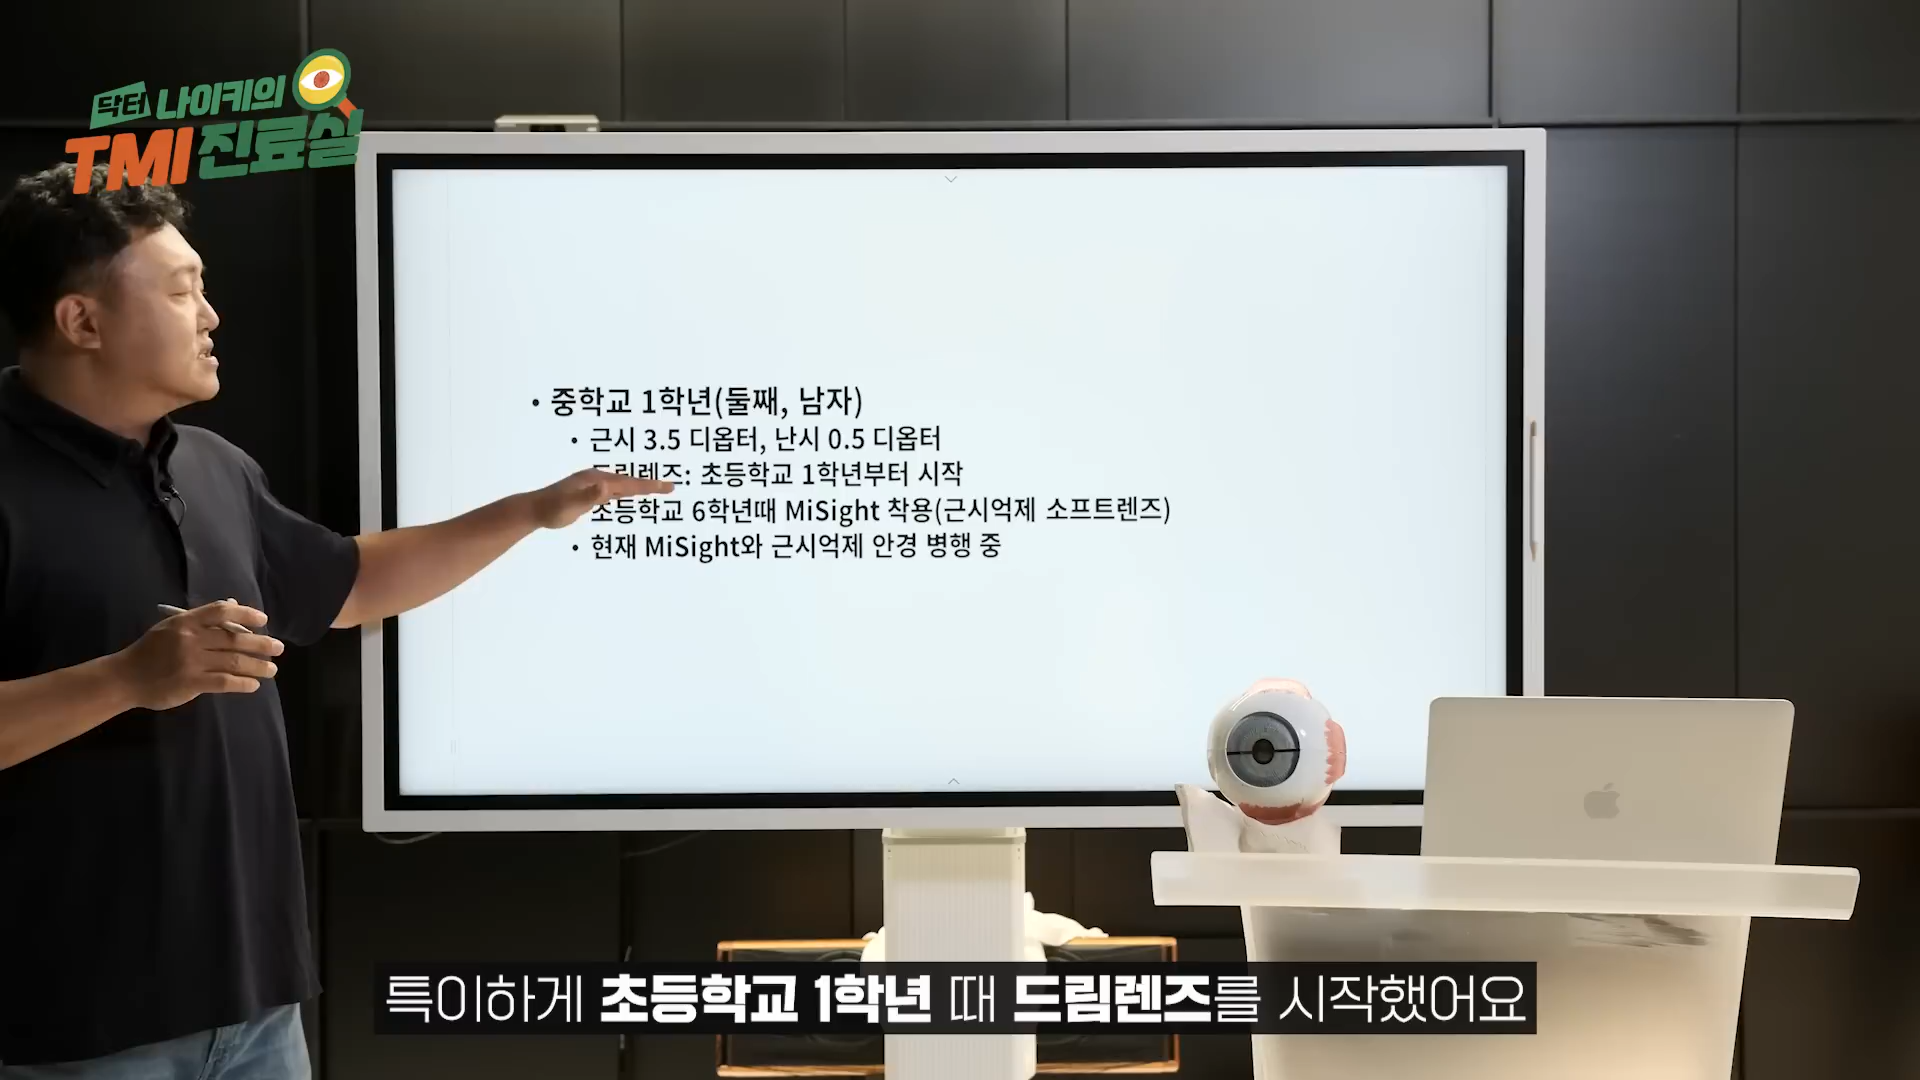 닥터 나이키의
TMI 진료실
• 중학교 1학년(둘째, 남자)
• 근시 3.5 디옵터, 난시 0.5 디옵터
드림렌즈: 초등학교 1학년부터 시작
초등학교 6학년때 MiSight 착용(근시억제 소프트렌즈)
• 현재 MiSight와 근시억제 안경 병행 중
특이하게 초등학교 1학년 때 드림렌즈를 시작했어요